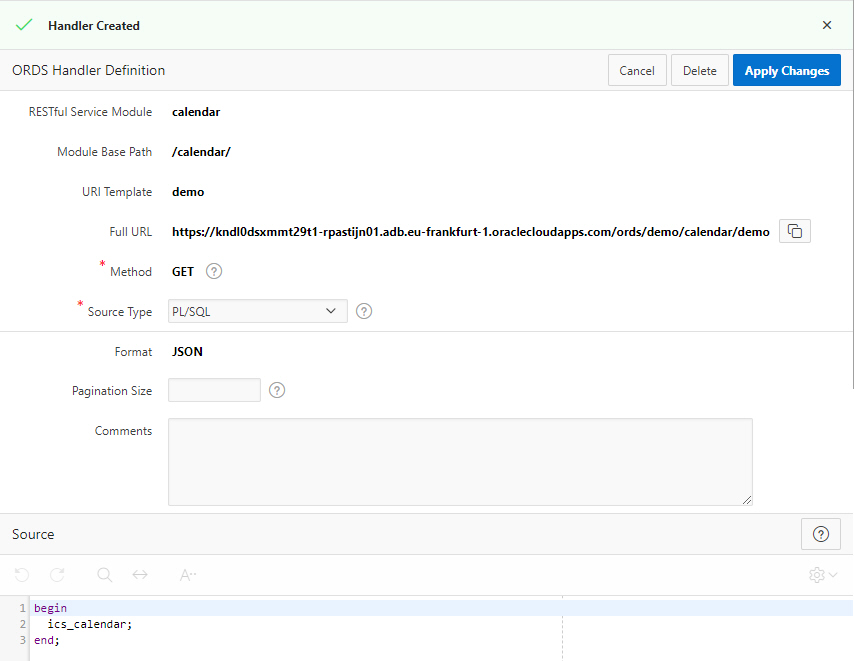 Handler Created
ORDS Handler Definition Cancel Delete Apply Changes
RESTful Service Module calendar
Module Base Path /calendar/
URI Template demo
Full URL https://kndl0dsxmmt29t1-rpastijn01.adb.eu-frankfurt-1.oraclecloudapps.com/ords/demo/calendar/demo
* Method GET ?
* Source Type PL/SQL ?
Format JSON
Pagination Size ?
Comments
Source ?
A
1 begin
2 ics_calendar;
3 end;